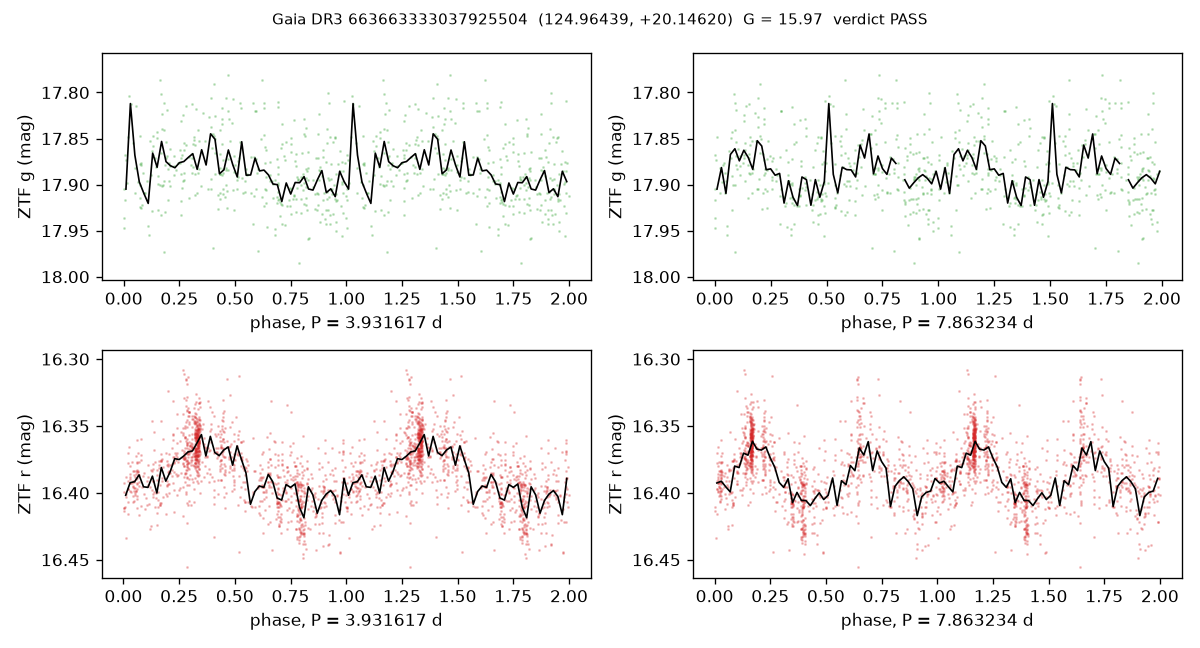 Gaia DR3 663663333037925504 (124.96439, +20.14620) G = 15.97 verdict PASS
ZTF g (mag)
17.80
17.85
17.90
17.95
18.00
0.00 0.25 0.50 0.75 1.00 1.25 1.50 1.75 2.00
phase, P = 3.931617 d
ZTF g (mag)
17.80
17.85
17.90
17.95
18.00
0.00 0.25 0.50 0.75 1.00 1.25 1.50 1.75 2.00
phase, P = 7.863234 d
ZTF r (mag)
16.30
16.35
16.40
16.45
0.00 0.25 0.50 0.75 1.00 1.25 1.50 1.75 2.00
phase, P = 3.931617 d
ZTF r (mag)
16.30
16.35
16.40
16.45
0.00 0.25 0.50 0.75 1.00 1.25 1.50 1.75 2.00
phase, P = 7.863234 d